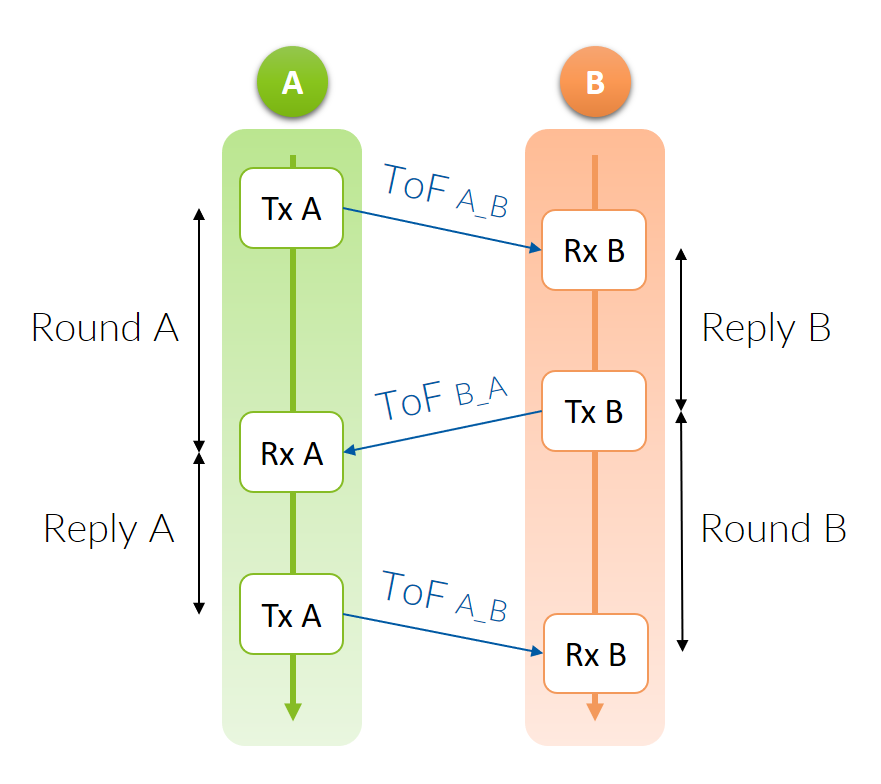 A
B
Tx A
ToF A_B
Rx B
Round A
Reply B
ToF B_A
Tx B
Rx A
Reply A
Round B
Tx A
ToF A_B
Rx B